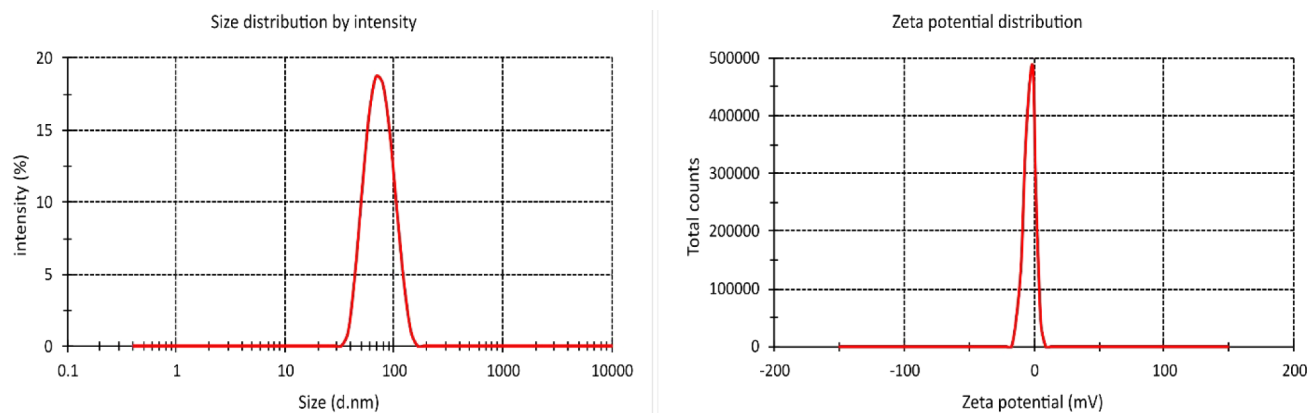 Size distribution by intensity
20
15
10
5
0
intensity (%)
0.1 1 10 100 1000 10000
Size (d.nm)
Zeta potential distribution
500000
400000
300000
200000
100000
0
Total counts
-200 -100 0 100 200
Zeta potential (mV)